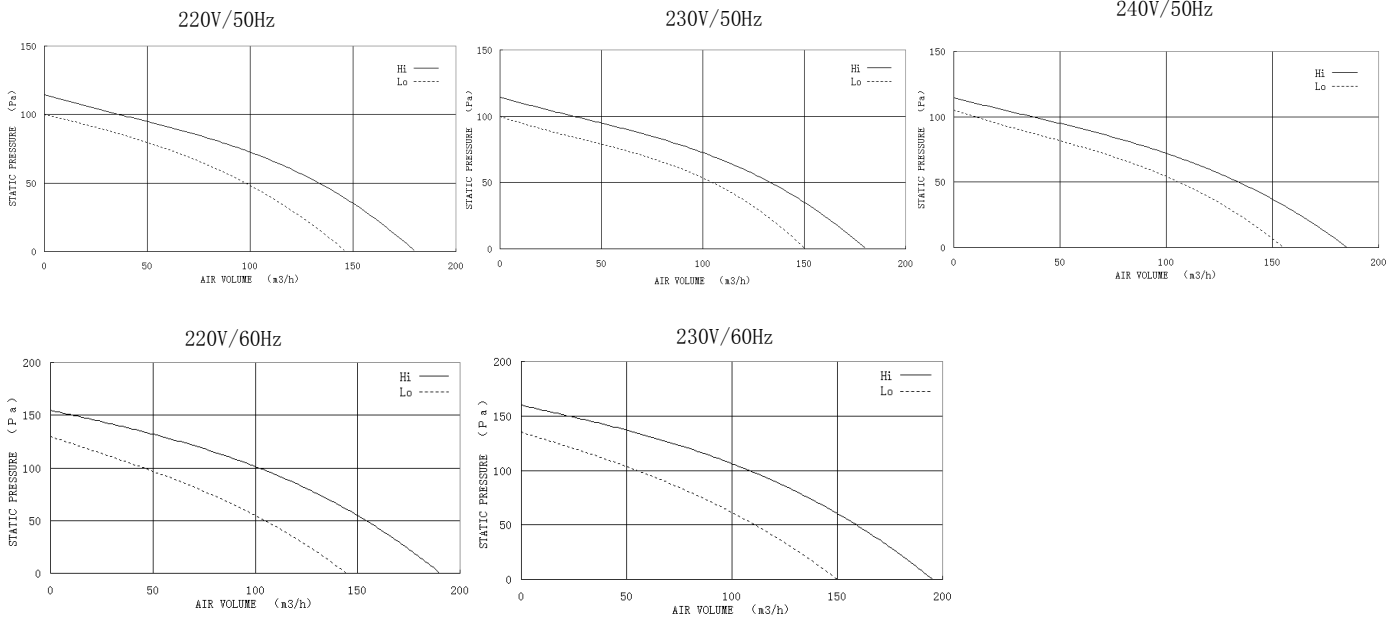 220V/50Hz
150
100
50
0
0
50
100
150
200
Hi
Lo
STATIC PRESSURE (Pa)
AIR VOLUME (m3/h)
230V/50Hz
150
100
50
0
0
50
100
150
200
Hi
Lo
STATIC PRESSURE (Pa)
AIR VOLUME (m3/h)
240V/50Hz
150
100
50
0
0
50
100
150
200
Hi
Lo
STATIC PRESSURE (Pa)
AIR VOLUME (m3/h)
220V/60Hz
200
150
100
50
0
0
50
100
150
200
Hi
Lo
STATIC PRESSURE (Pa)
AIR VOLUME (m3/h)
230V/60Hz
200
150
100
50
0
0
50
100
150
200
Hi
Lo
STATIC PRESSURE (Pa)
AIR VOLUME (m3/h)